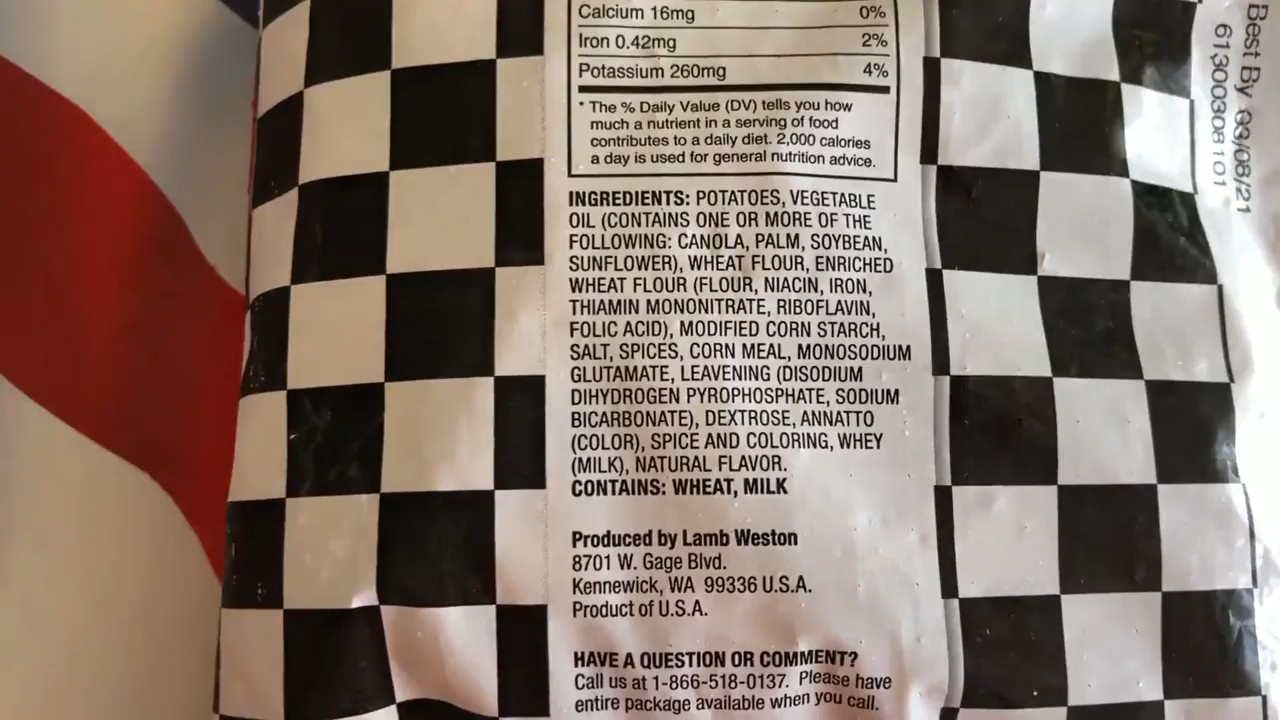 Calcium 16mg 0%
Iron 0.42mg 2%
Potassium 260mg 4%
* The % Daily Value (DV) tells you how
much a nutrient in a serving of food
contributes to a daily diet. 2,000 calories
a day is used for general nutrition advice.
INGREDIENTS: POTATOES, VEGETABLE
OIL (CONTAINS ONE OR MORE OF THE
FOLLOWING: CANOLA, PALM, SOYBEAN,
SUNFLOWER), WHEAT FLOUR, ENRICHED
WHEAT FLOUR (FLOUR, NIACIN, IRON,
THIAMIN MONONITRATE, RIBOFLAVIN,
FOLIC ACID), MODIFIED CORN STARCH,
SALT, SPICES, CORN MEAL, MONOSODIUM
GLUTAMATE, LEAVENING (DISODIUM
DIHYDROGEN PYROPHOSPHATE, SODIUM
BICARBONATE), DEXTROSE, ANNATTO
(COLOR), SPICE AND COLORING, WHEY
(MILK), NATURAL FLAVOR.
CONTAINS: WHEAT, MILK
Produced by Lamb Weston
8701 W. Gage Blvd.
Kennewick, WA 99336 U.S.A.
Product of U.S.A.
HAVE A QUESTION OR COMMENT?
Call us at 1-866-518-0137. Please have
entire package available when you call.
Best By 03/08/21
61300308101